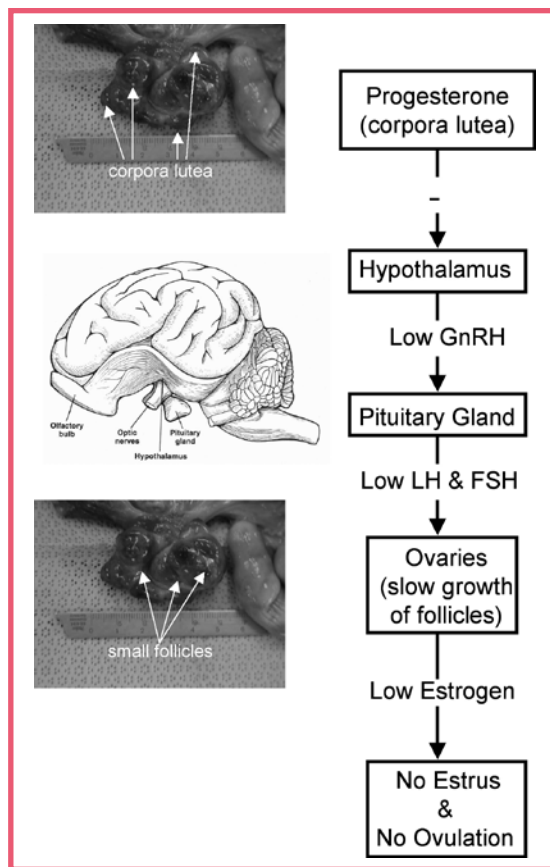 corpora lutea
Progesterone
(corpora lutea)
–
Hypothalamus
Low GnRH
Pituitary Gland
Low LH & FSH
Ovaries
(slow growth
of follicles)
Low Estrogen
No Estrus
&
No Ovulation
Olfactory
bulb
Optic
nerves
Pituitary
gland
Hypothalamus
small follicles